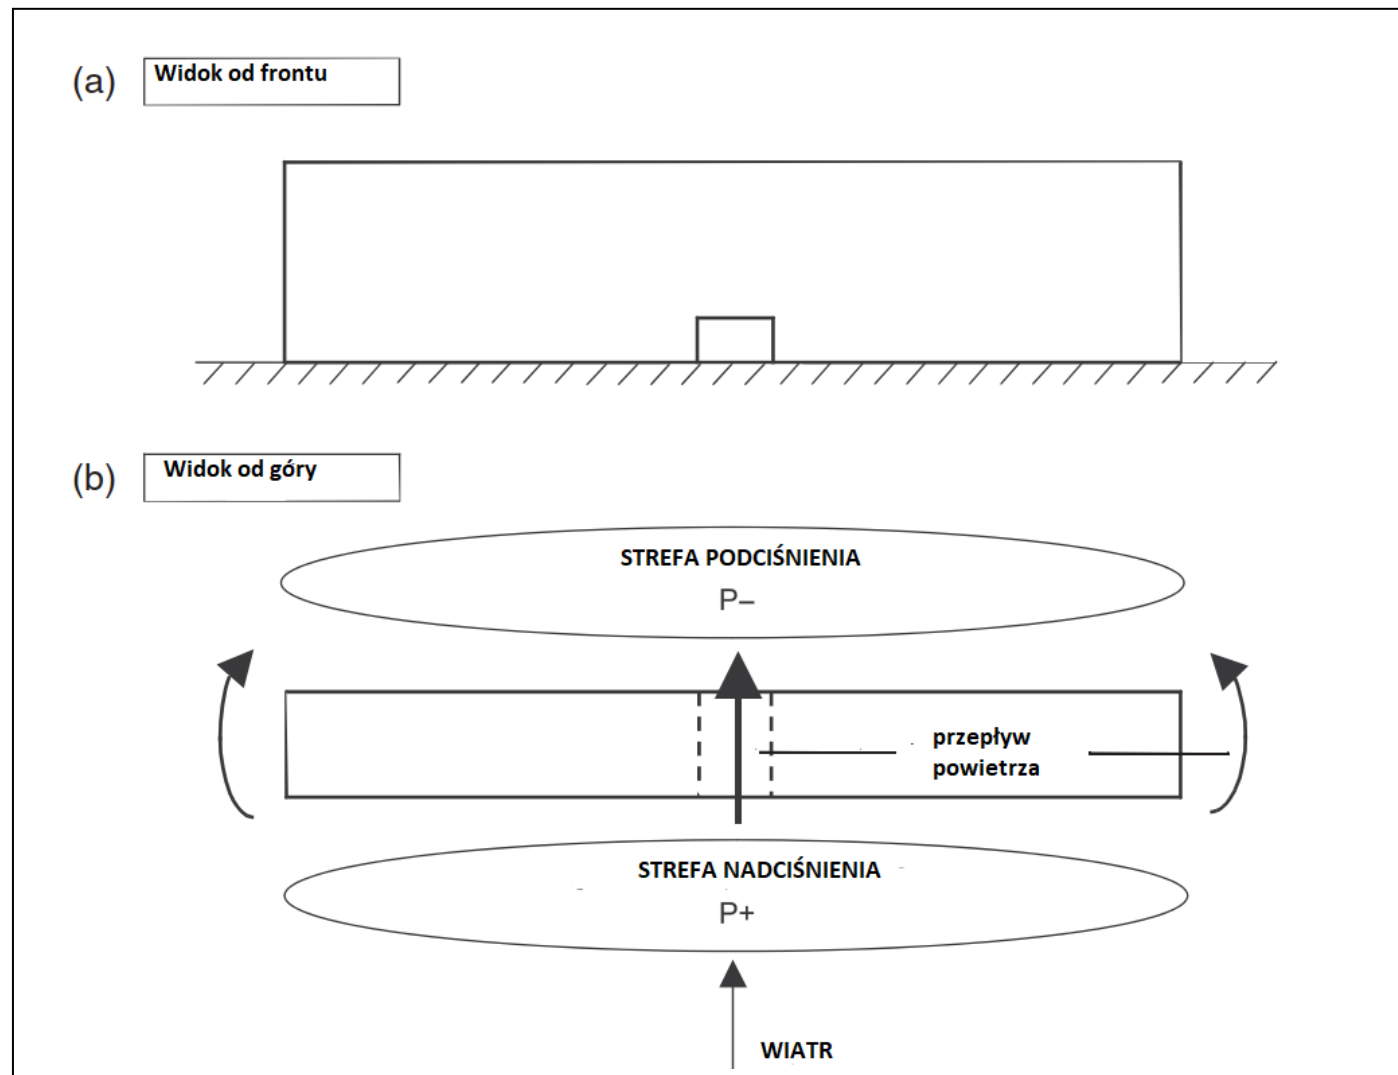 (a) Widok od frontu
(b) Widok od góry
STREFA PODCIŚNIENIA
P–
przepływ
powietrza
STREFA NADCIŚNIENIA
P+
WIATR